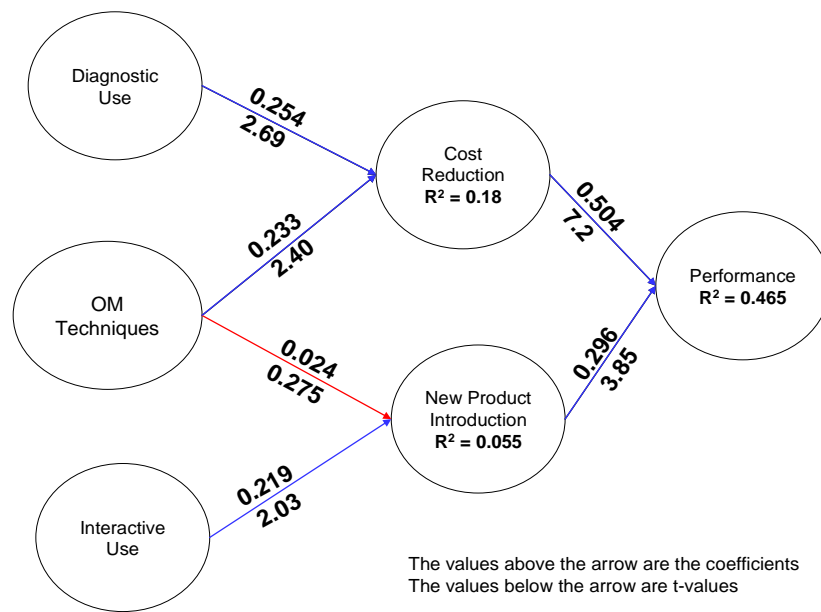 Diagnostic
Use
0.254
2.69
Cost
Reduction
R² = 0.18
0.233
2.40
0.504
7.2
OM
Techniques
Performance
R² = 0.465
0.024
0.275
0.296
3.85
New Product
Introduction
R² = 0.055
0.219
2.03
Interactive
Use
The values above the arrow are the coefficients
The values below the arrow are t-values